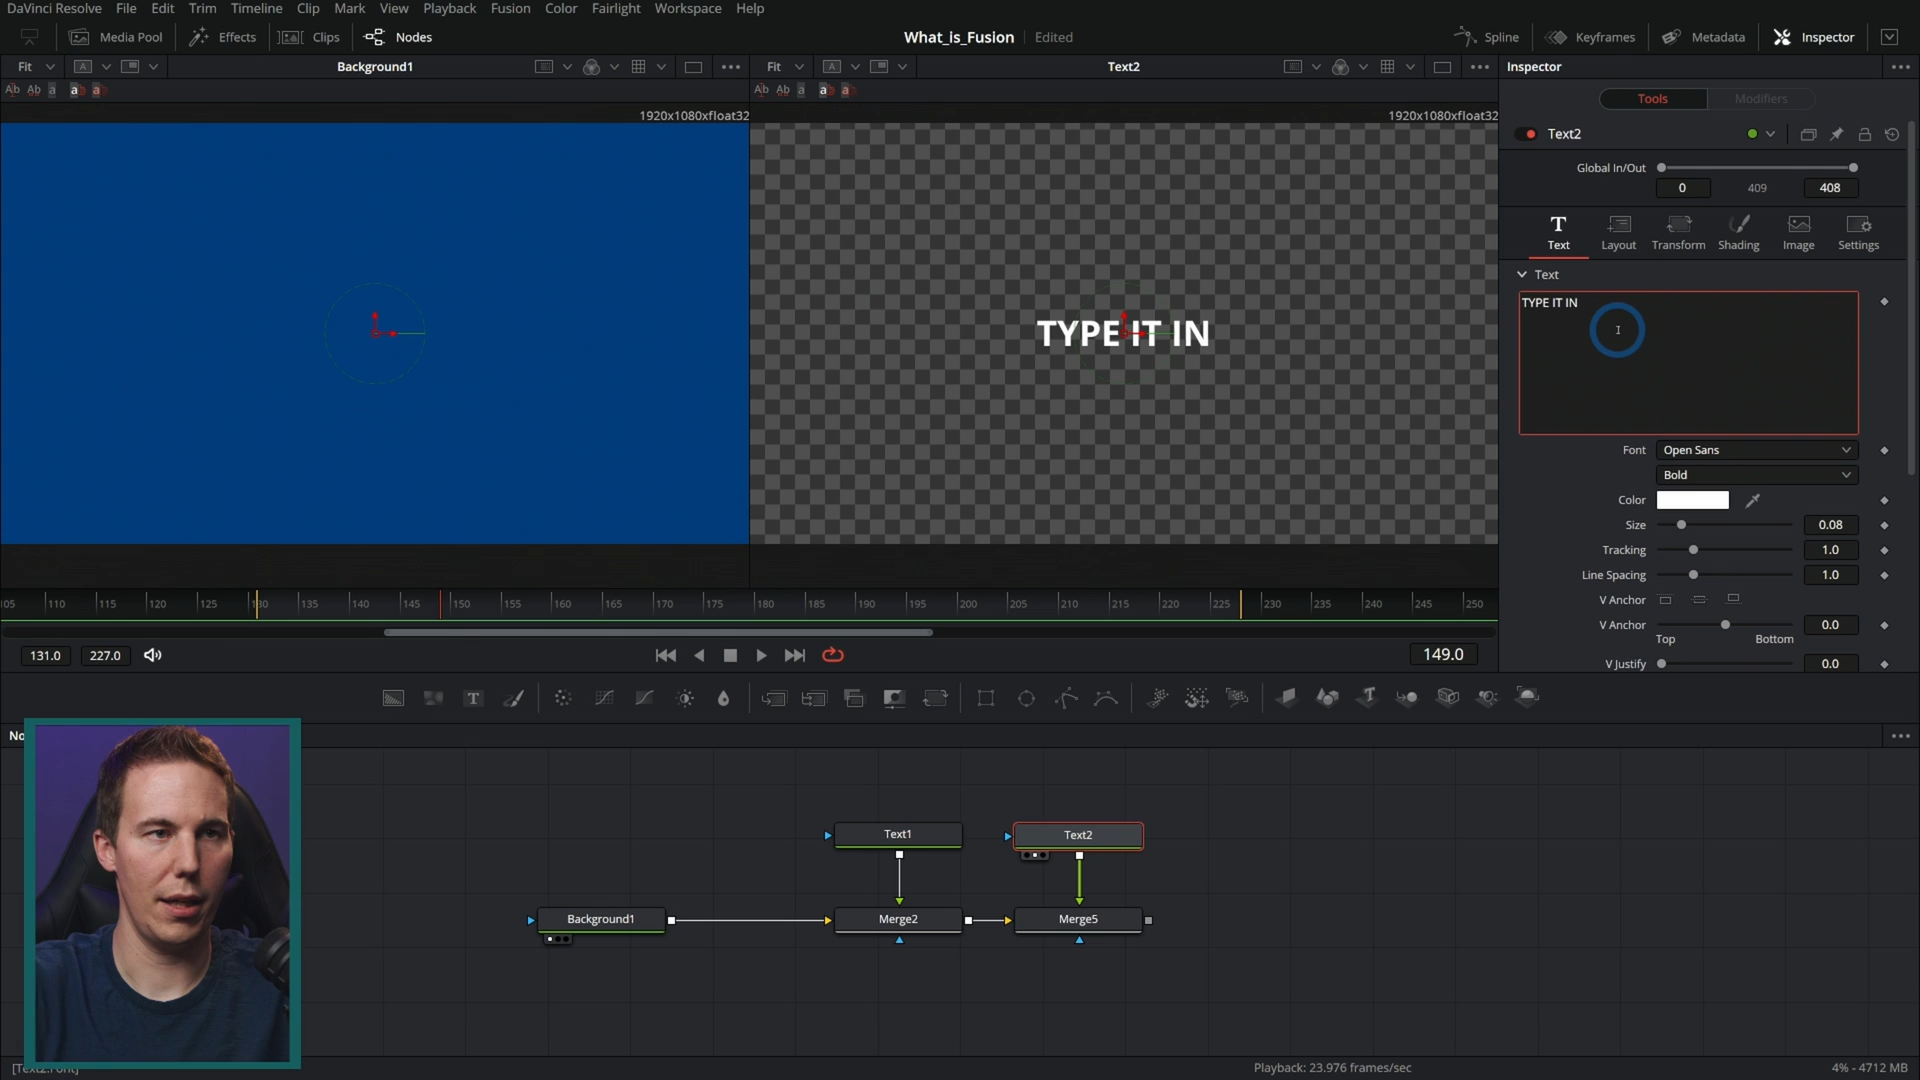 DaVinci Resolve File Edit Trim Timeline Clip Mark View Playback Fusion Color Fairlight Workspace Help
Media Pool Effects Clips Nodes What_is_Fusion Edited Spline Keyframes Metadata Inspector
Fit Background1 Fit Text2 Inspector
1920x1080xfloat32 1920x1080xfloat32
Tools Modifiers
Text2
Global In/Out
0 409 408
Text Layout Transform Shading Image Settings
Text
TYPE IT IN
TYPE IT IN
Font Open Sans
Bold
Color
Size 0.08
Tracking 1.0
Line Spacing 1.0
V Anchor
V Anchor 0.0
Top Bottom
V Justify 0.0
105 110 115 120 125 130 135 140 145 150 155 160 165 170 175 180 185 190 195 200 205 210 215 220 225 230 235 240 245 250
131.0 227.0 149.0
No
Text1 Text2
Background1 Merge2 Merge5
Playback: 23.976 frames/sec 4% - 4712 MB